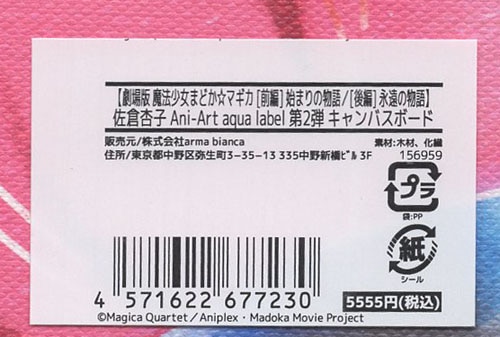 【劇場版 魔法少女まどか☆マギカ [前編] 始まりの物語/[後編] 永遠の物語】
佐倉杏子 Ani-Art aqua label 第2弾 キャンバスボード
販売元/株式会社arma bianca
素材:木材、化繊
住所/東京都中野区弥生町3-35-13 335中野新橋ビル 3F
156959
プラ
袋:PP
紙
シール
4 571622 677230
5555円(税込)
©Magica Quartet/Aniplex・Madoka Movie Project